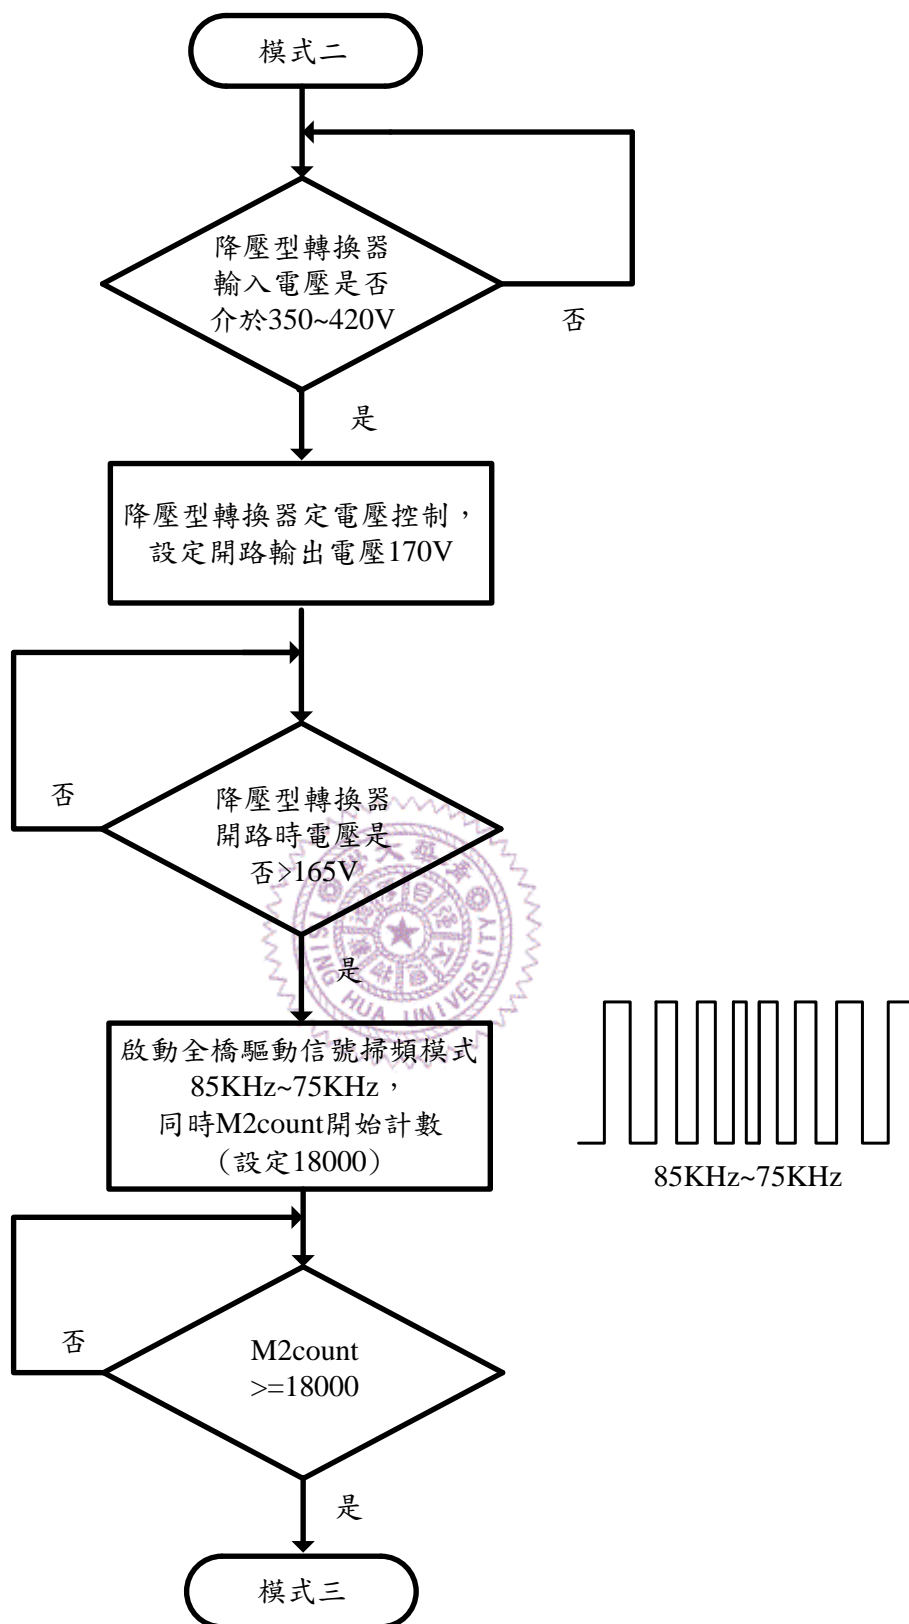 模式二
降壓型轉換器
輸入電壓是否
介於350~420V
否
是
降壓型轉換器定電壓控制，
設定開路輸出電壓170V
否
降壓型轉換器
開路時電壓是
否>165V
是
啟動全橋驅動信號掃頻模式
85KHz~75KHz，
同時M2count開始計數
（設定18000）
85KHz~75KHz
否
M2count
>=18000
是
模式三
TSING HUA UNIVERSITY